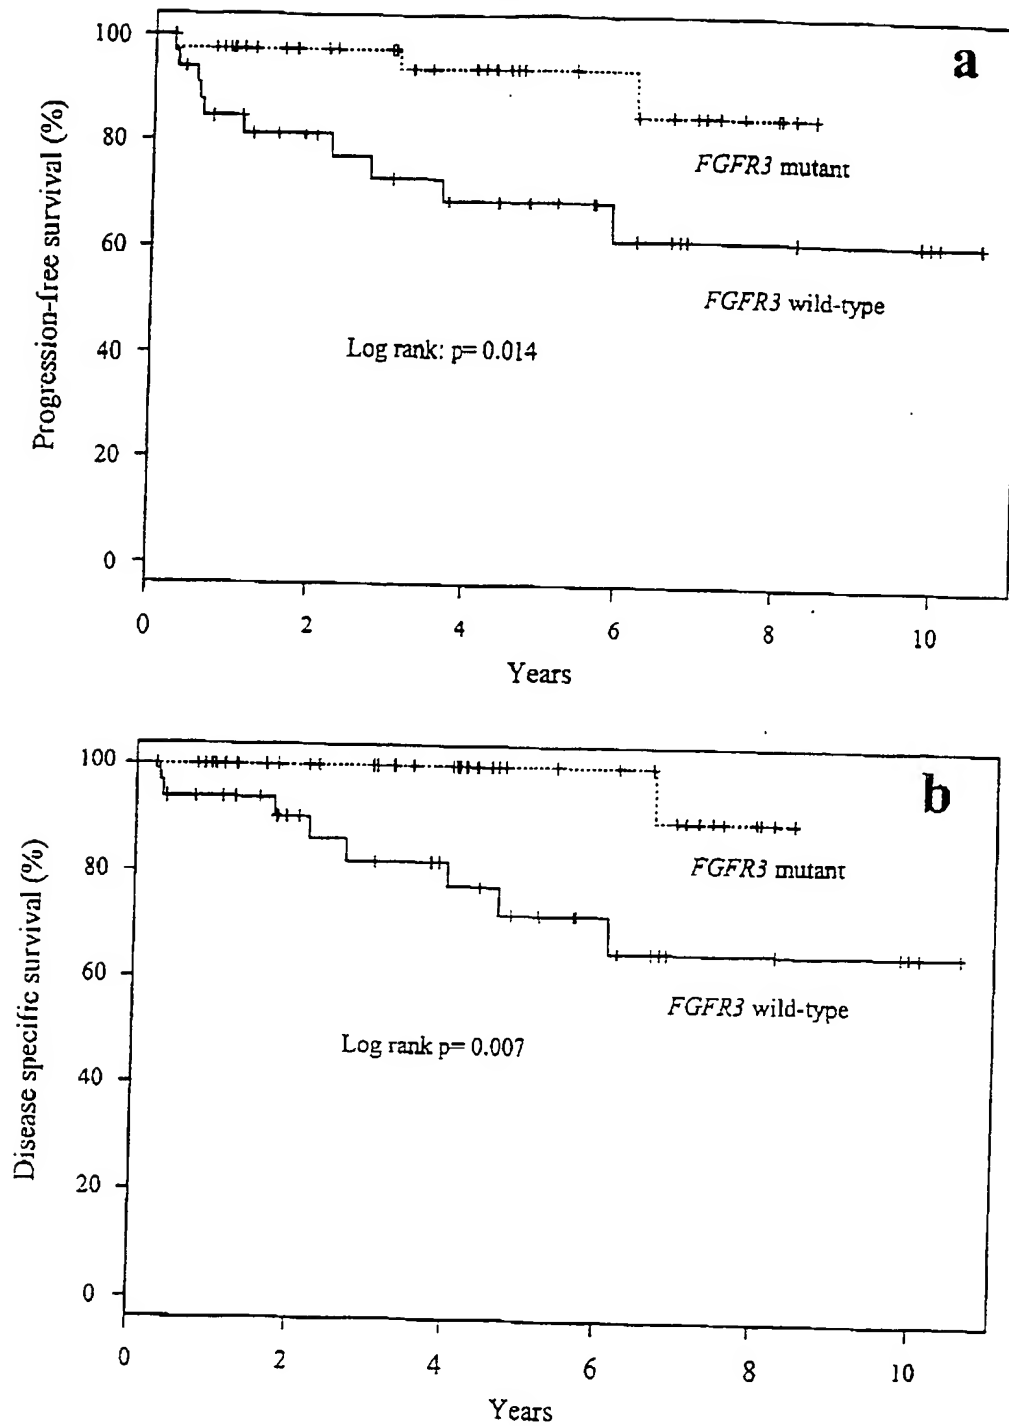 a
100
80
60
40
20
0
Progression-free survival (%)
FGFR3 mutant
FGFR3 wild-type
Log rank: p= 0.014
0 2 4 6 8 10
Years
b
100
80
60
40
20
0
Disease specific survival (%)
FGFR3 mutant
FGFR3 wild-type
Log rank p= 0.007
0 2 4 6 8 10
Years